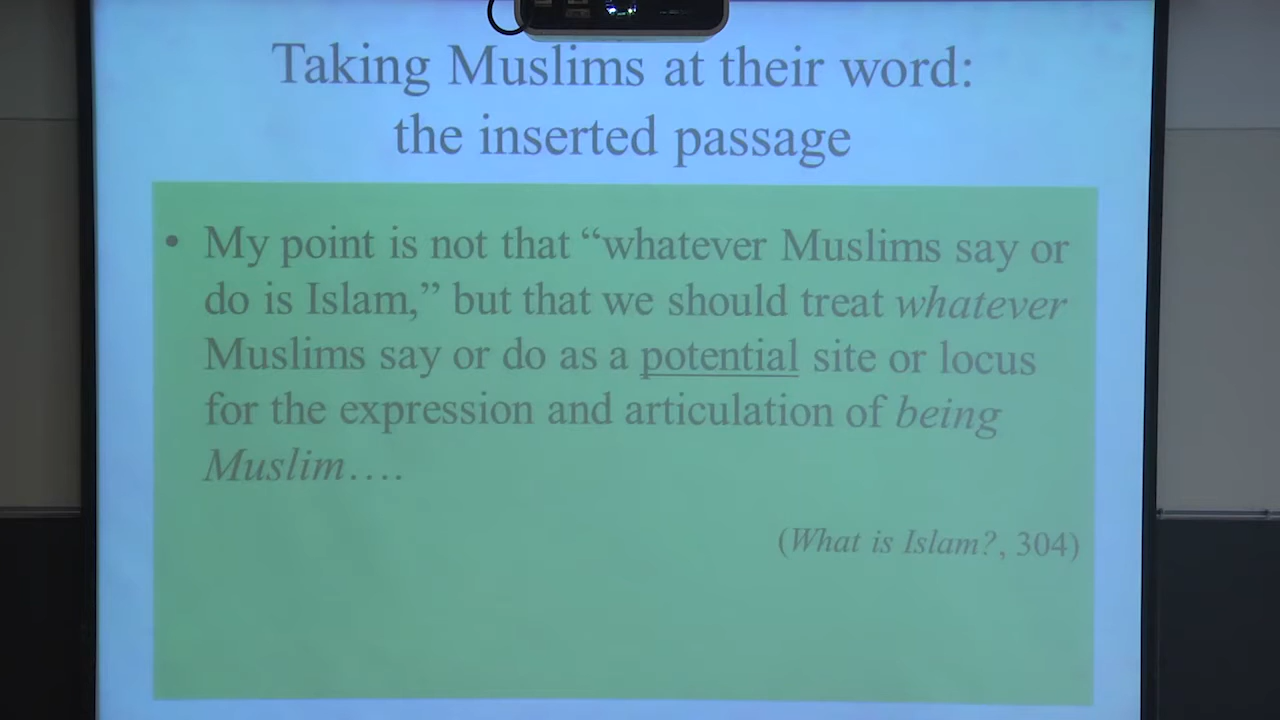 Taking Muslims at their word:
the inserted passage
• My point is not that “whatever Muslims say or
do is Islam,” but that we should treat whatever
Muslims say or do as a potential site or locus
for the expression and articulation of being
Muslim….
(What is Islam?, 304)